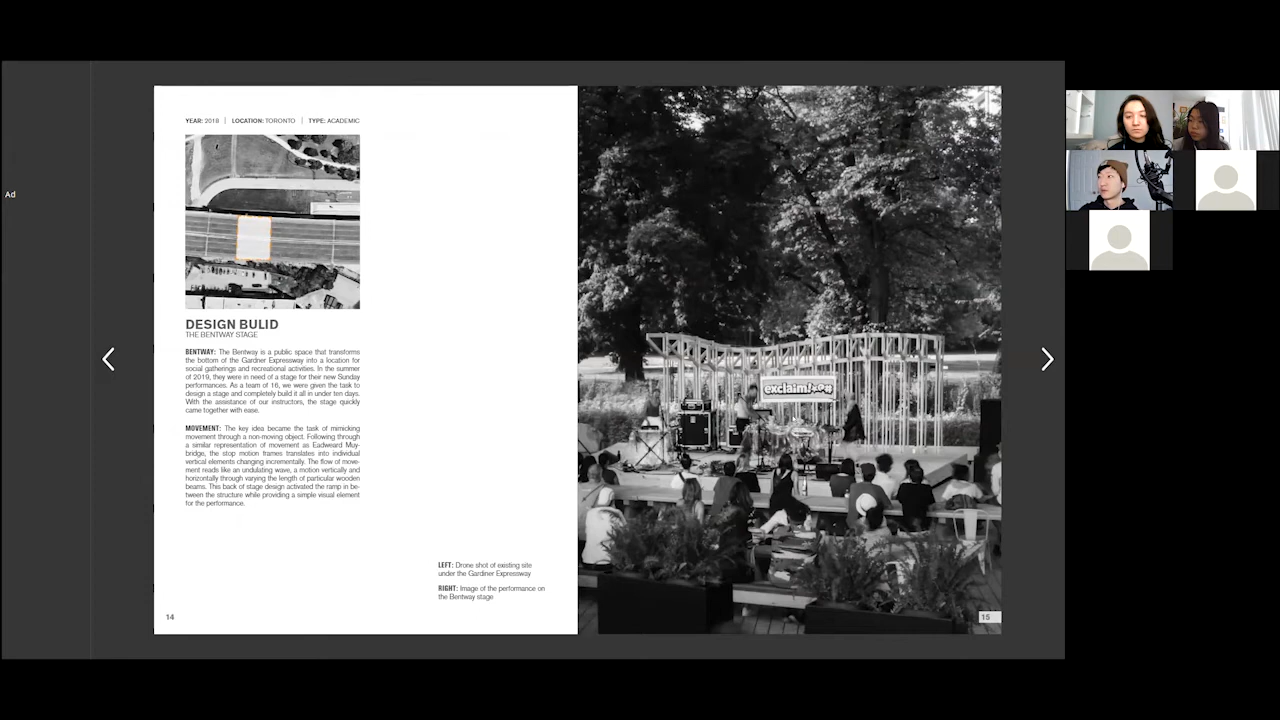 Ad
YEAR: 2018 | LOCATION: TORONTO | TYPE: ACADEMIC
DESIGN BULID
THE BENTWAY STAGE
BENTWAY: The Bentway is a public space that transforms
the bottom of the Gardner Expressway into a location for
social gatherings and recreational activities. In the summer
of 2019, they were in need of a stage for their new Sunday
performances. As a team of 16, we were given the task to
design a stage and completely build it all in under ten days.
With the assistance of our instructors, the stage quickly
came together with ease.
MOVEMENT: The key idea became the task of mimicking
movement through a non-moving object. Following through
a similar representation of movement as Eadweard Muy-
bridge, the stop motion frames translates into individual
vertical elements changing incrementally. The flow of move-
ment reads like an undulating wave, a motion vertically and
horizontally through varying the length of particular wooden
beams. This back of stage design activated the ramp in be-
tween the structure while providing a simple visual element
for the performance.
LEFT: Drone shot of existing site
under the Gardiner Expressway
RIGHT: Image of the performance on
the Bentway stage
14
exclaim!*@#
15